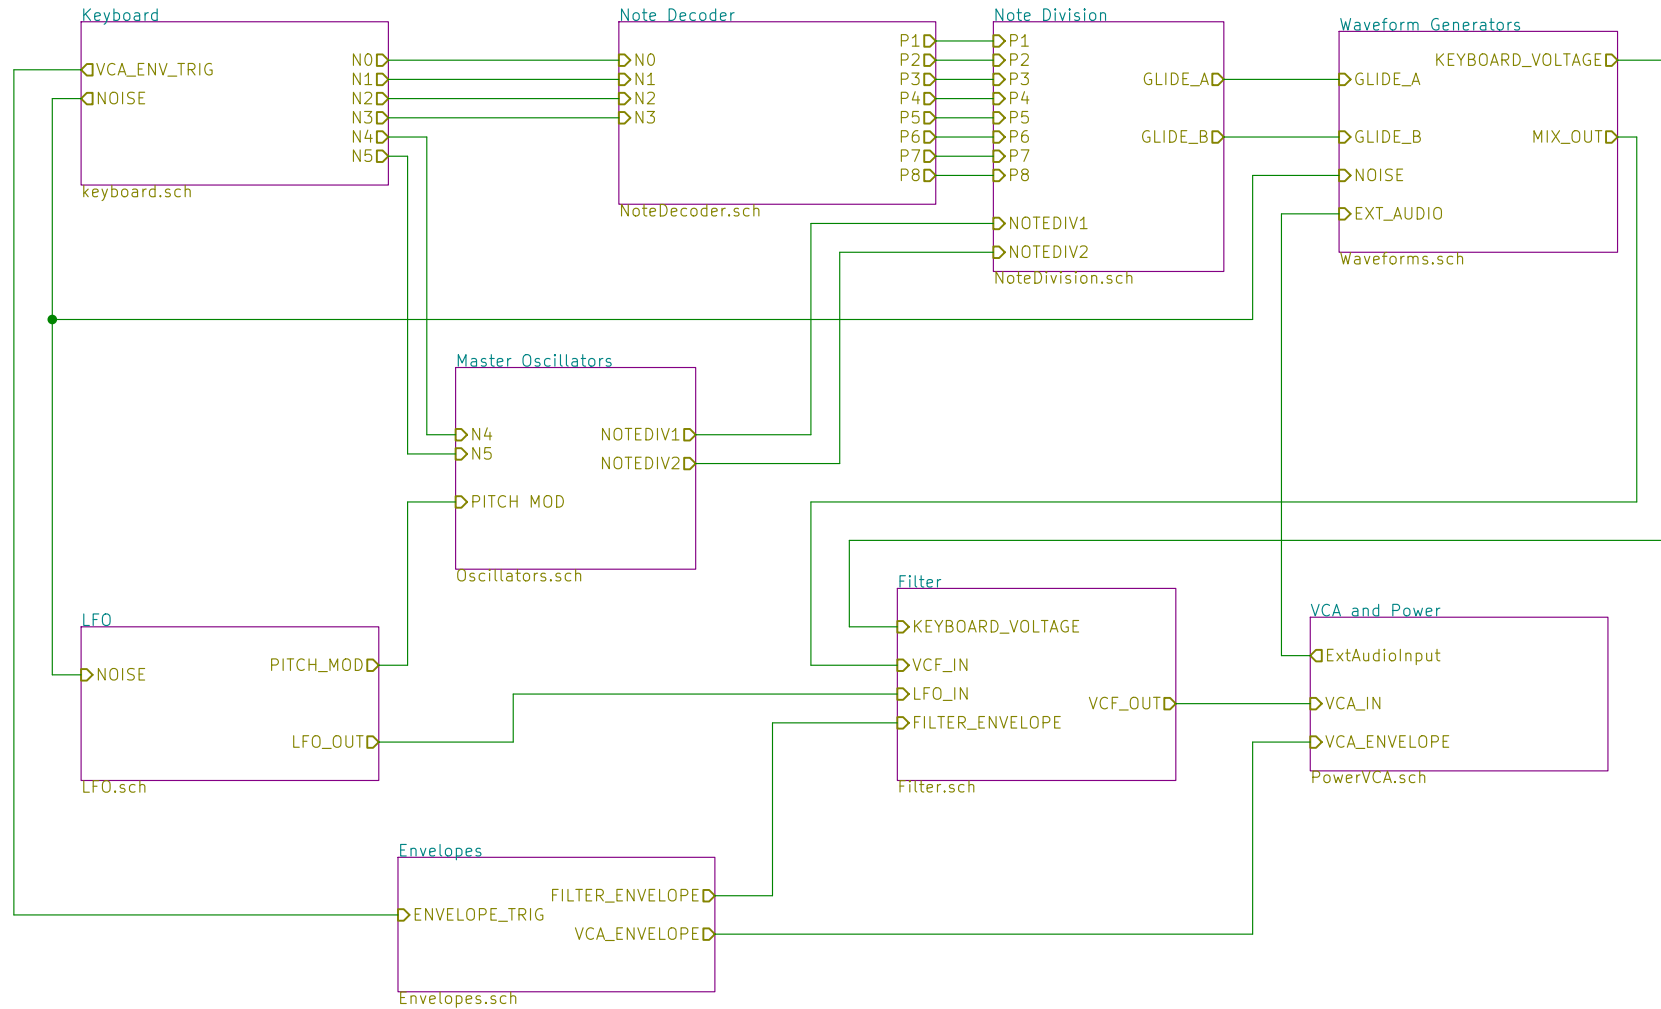 Keyboard
VCA_ENV_TRIG
NOISE
N0
N1
N2
N3
N4
N5
keyboard.sch
Note Decoder
N0
N1
N2
N3
P1
P2
P3
P4
P5
P6
P7
P8
NoteDecoder.sch
Note Division
P1
P2
P3
P4
P5
P6
P7
P8
NOTEDIV1
NOTEDIV2
GLIDE_A
GLIDE_B
NoteDivision.sch
Waveform Generators
KEYBOARD_VOLTAGE
GLIDE_A
GLIDE_B
MIX_OUT
NOISE
EXT_AUDIO
Waveforms.sch
Master Oscillators
N4
N5
PITCH MOD
NOTEDIV1
NOTEDIV2
Oscillators.sch
LFO
NOISE
PITCH_MOD
LFO_OUT
LFO.sch
Filter
KEYBOARD_VOLTAGE
VCF_IN
LFO_IN
FILTER_ENVELOPE
VCF_OUT
Filter.sch
VCA and Power
ExtAudioInput
VCA_IN
VCA_ENVELOPE
PowerVCA.sch
Envelopes
FILTER_ENVELOPE
ENVELOPE_TRIG
VCA_ENVELOPE
Envelopes.sch